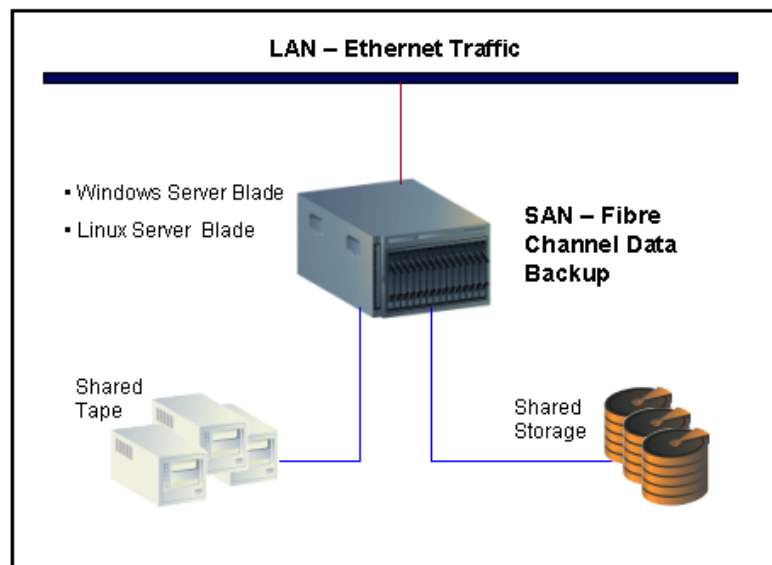 LAN – Ethernet Traffic
▪ Windows Server Blade
▪ Linux Server Blade
SAN – Fibre
Channel Data
Backup
Shared
Tape
Shared
Storage